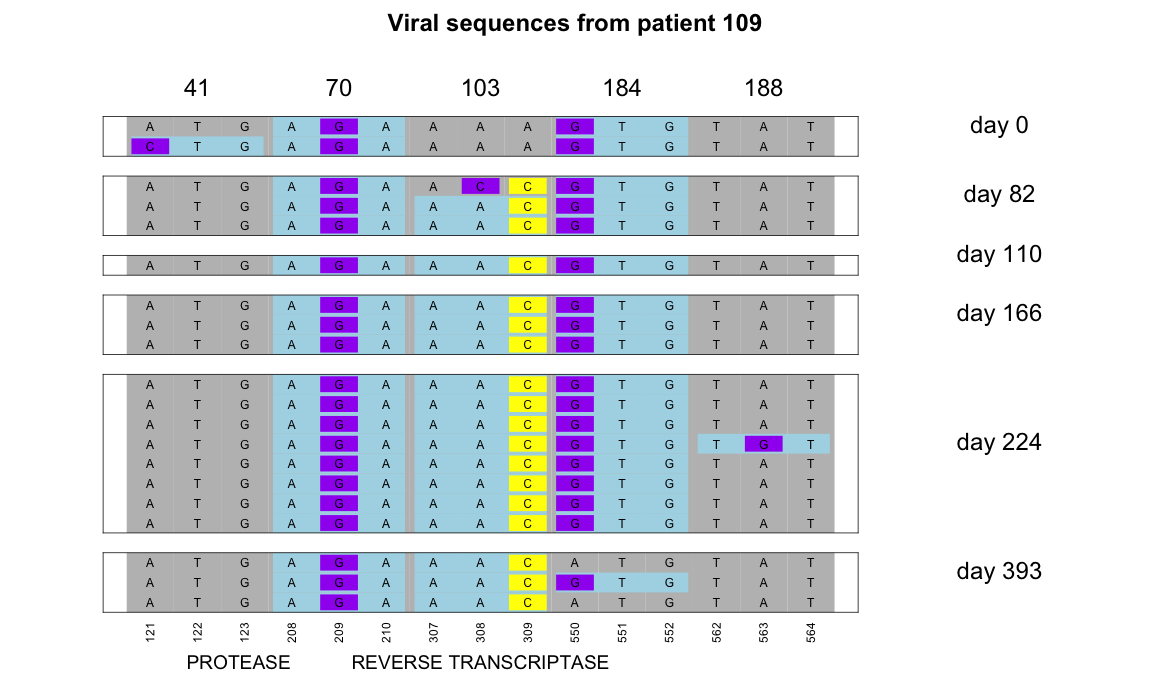 Viral sequences from patient 109
41 70 103 184 188
A T G A G A A A A G T G T A T day 0
C T G A G A A A A G T G T A T
A T G A G A A C C G T G T A T
A T G A G A A A C G T G T A T day 82
A T G A G A A A C G T G T A T
A T G A G A A A C G T G T A T day 110
A T G A G A A A C G T G T A T day 166
A T G A G A A A C G T G T A T
A T G A G A A A C G T G T A T
A T G A G A A A C G T G T A T
A T G A G A A A C G T G T A T
A T G A G A A A C G T G T A T
A T G A G A A A C G T G T G T day 224
A T G A G A A A C G T G T A T
A T G A G A A A C G T G T A T
A T G A G A A A C G T G T A T
A T G A G A A A C G T G T A T
A T G A G A A A C A T G T A T day 393
A T G A G A A A C G T G T A T
A T G A G A A A C A T G T A T
121 122 123 208 209 210 307 308 309 550 551 552 562 563 564
PROTEASE REVERSE TRANSCRIPTASE